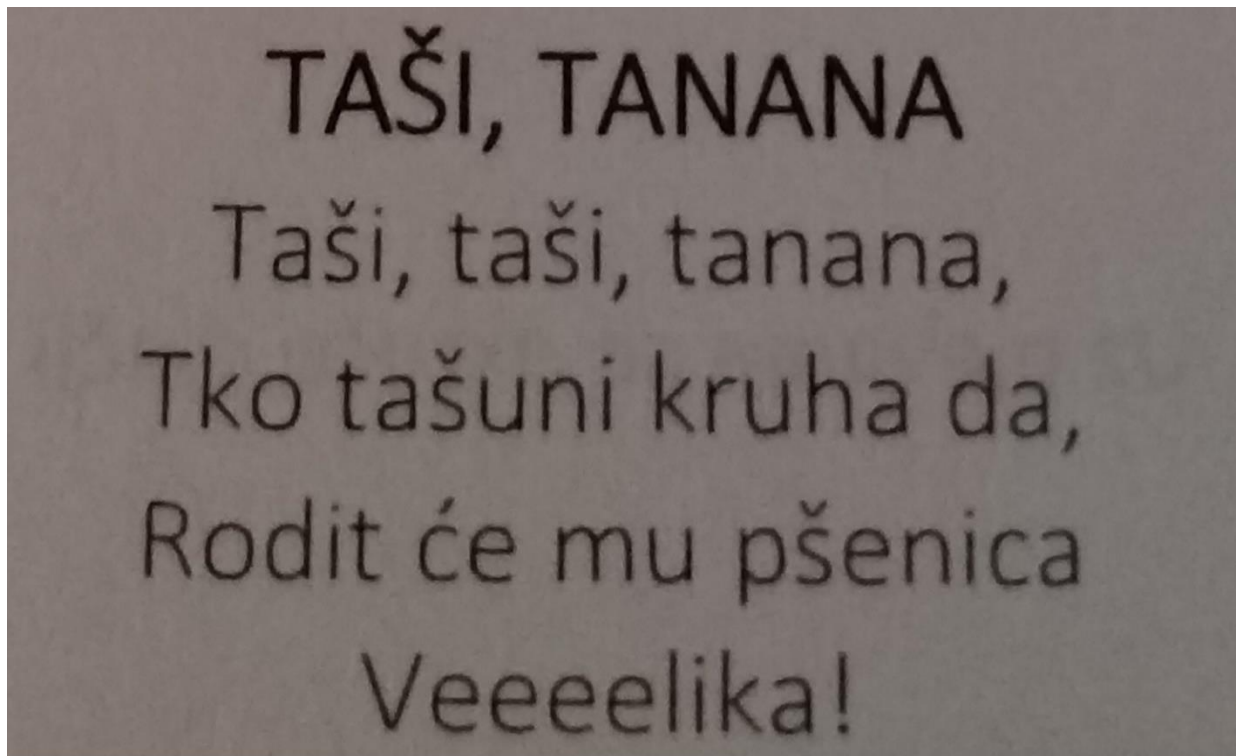 TAŠI, TANANA
Taši, taši, tanana,
Tko tašuni kruha da,
Rodit će mu pšenica
Veeeelika!